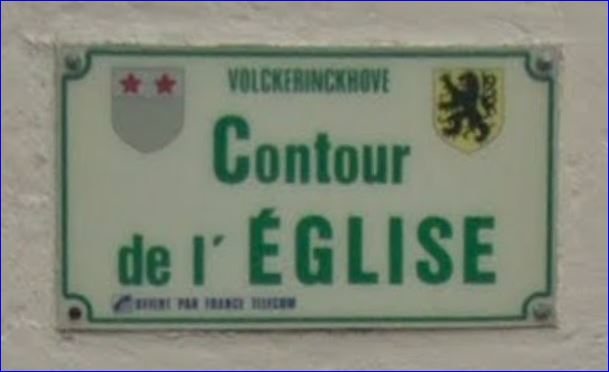 VOLCKERINCKHOVE
Contour
de l´ ÉGLISE
OFFERT PAR FRANCE TELECOM